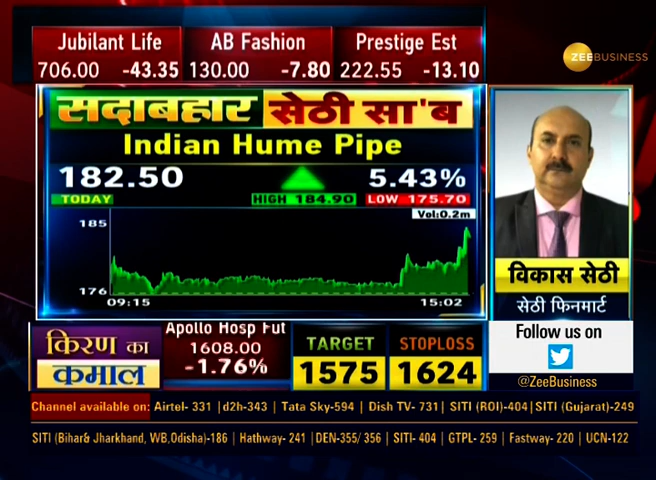 Jubilant Life AB Fashion Prestige Est
706.00 -43.35 130.00 -7.80 222.55 -13.10
ZEEBUSINESS
सदाबहार सेठी सा'ब
Indian Hume Pipe
182.50 5.43%
TODAY HIGH 184.90 LOW 175.70
Vol:0.2m
185
176
09:15 15:02
विकास सेठी
सेठी फिनमार्ट
किरण का
कमाल
Apollo Hosp Fut
1608.00
-1.76%
TARGET STOPLOSS
1575 1624
Follow us on
@ZeeBusiness
Channel available on: Airtel- 331 |d2h-343 | Tata Sky-594 | Dish TV- 731| SITI (ROI)-404|SITI (Gujarat)-249
SITI (Bihar& Jharkhand, WB,Odisha)-186 | Hathway- 241 |DEN-355/ 356 | SITI- 404 | GTPL- 259 | Fastway- 220 | UCN-122